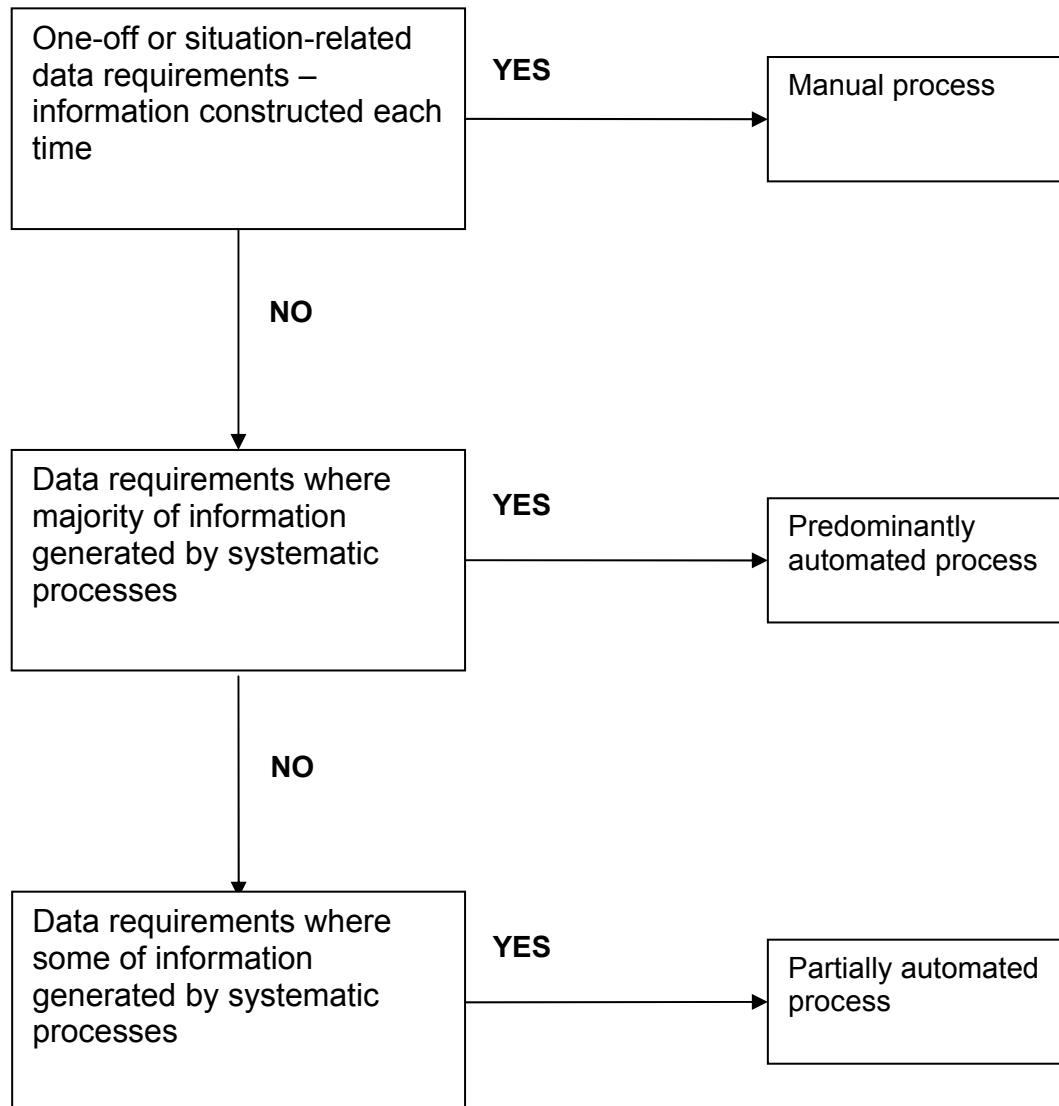 One-off or situation-related
data requirements –
information constructed each
time
YES
Manual process
NO
Data requirements where
majority of information
generated by systematic
processes
YES
Predominantly
automated process
NO
Data requirements where
some of information
generated by systematic
processes
YES
Partially automated
process